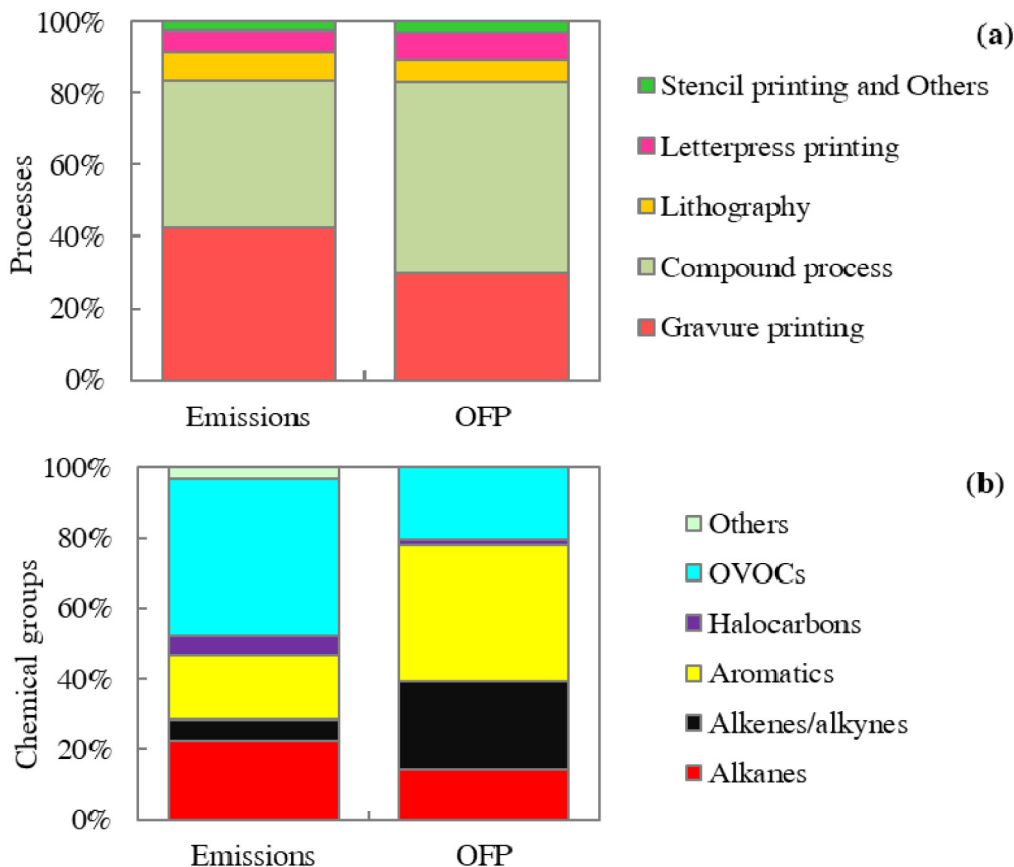 100%
80%
60%
40%
20%
0%
Processes
Emissions
OFP
(a)
Stencil printing and Others
Letterpress printing
Lithography
Compound process
Gravure printing
100%
80%
60%
40%
20%
0%
Chemical groups
Emissions
OFP
(b)
Others
OVOCs
Halocarbons
Aromatics
Alkenes/alkynes
Alkanes